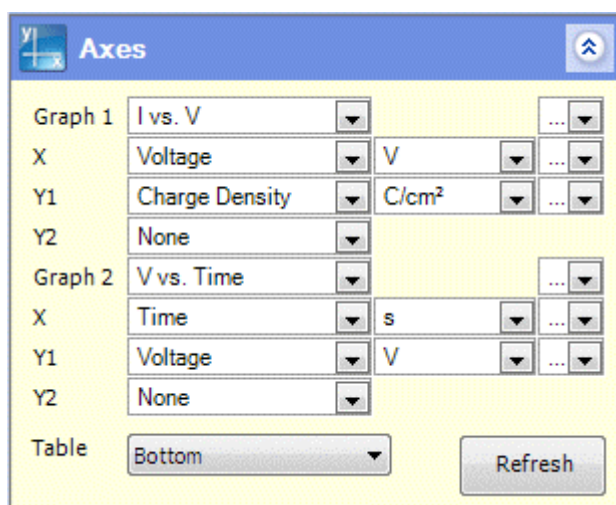 y x Axes
Graph 1 I vs. V ...
X Voltage V ...
Y1 Charge Density C/cm² ...
Y2 None
Graph 2 V vs. Time ...
X Time s ...
Y1 Voltage V ...
Y2 None
Table Bottom Refresh